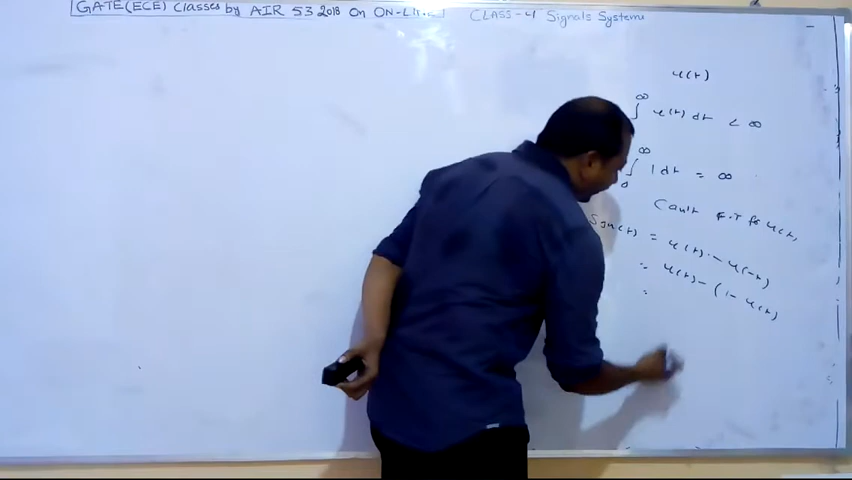 GATE(ECE) Classes by AIR 53 2018 on ON-LINE
CLASS-4 Signals Systems
u(t)
∞
∫ u(t) dt < ∞
∞
∫ 1 dt = ∞
0
Can't F.T for u(t),
Sgn(t) = u(t) - u(-t)
= u(t) - (1 - u(t)
=